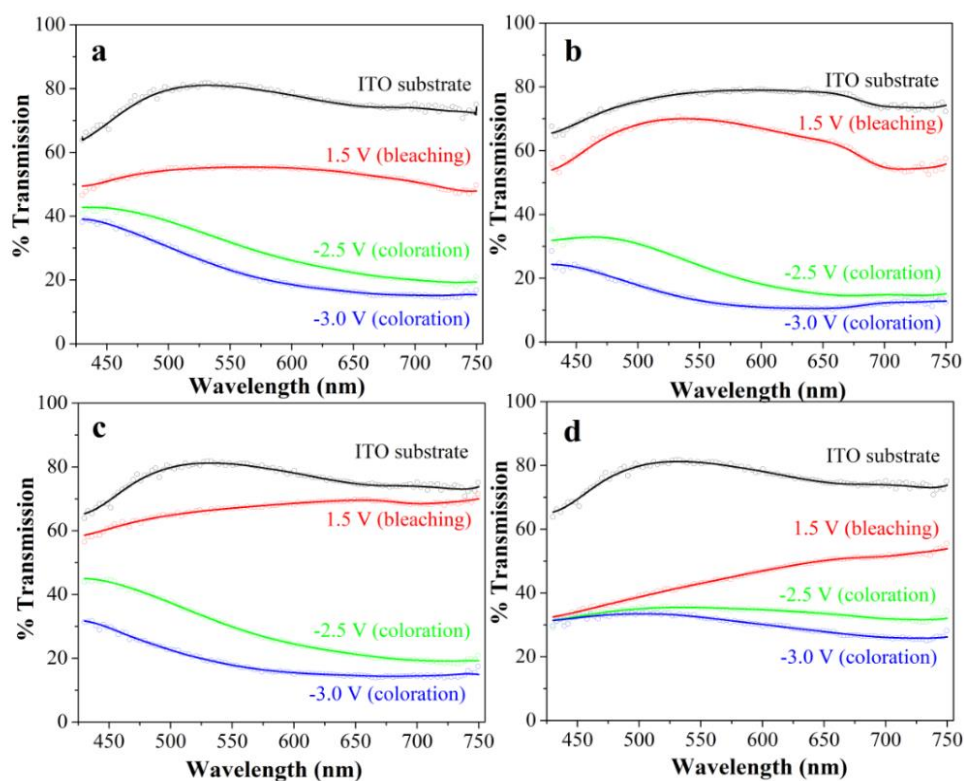 a
% Transmission
100
80
60
40
20
0
ITO substrate
1.5 V (bleaching)
-2.5 V (coloration)
-3.0 V (coloration)
450 500 550 600 650 700 750
Wavelength (nm)
b
% Transmission
100
80
60
40
20
0
ITO substrate
1.5 V (bleaching)
-2.5 V (coloration)
-3.0 V (coloration)
450 500 550 600 650 700 750
Wavelength (nm)
c
% Transmission
100
80
60
40
20
0
ITO substrate
1.5 V (bleaching)
-2.5 V (coloration)
-3.0 V (coloration)
450 500 550 600 650 700 750
Wavelength (nm)
d
% Transmission
100
80
60
40
20
0
ITO substrate
1.5 V (bleaching)
-2.5 V (coloration)
-3.0 V (coloration)
450 500 550 600 650 700 750
Wavelength (nm)